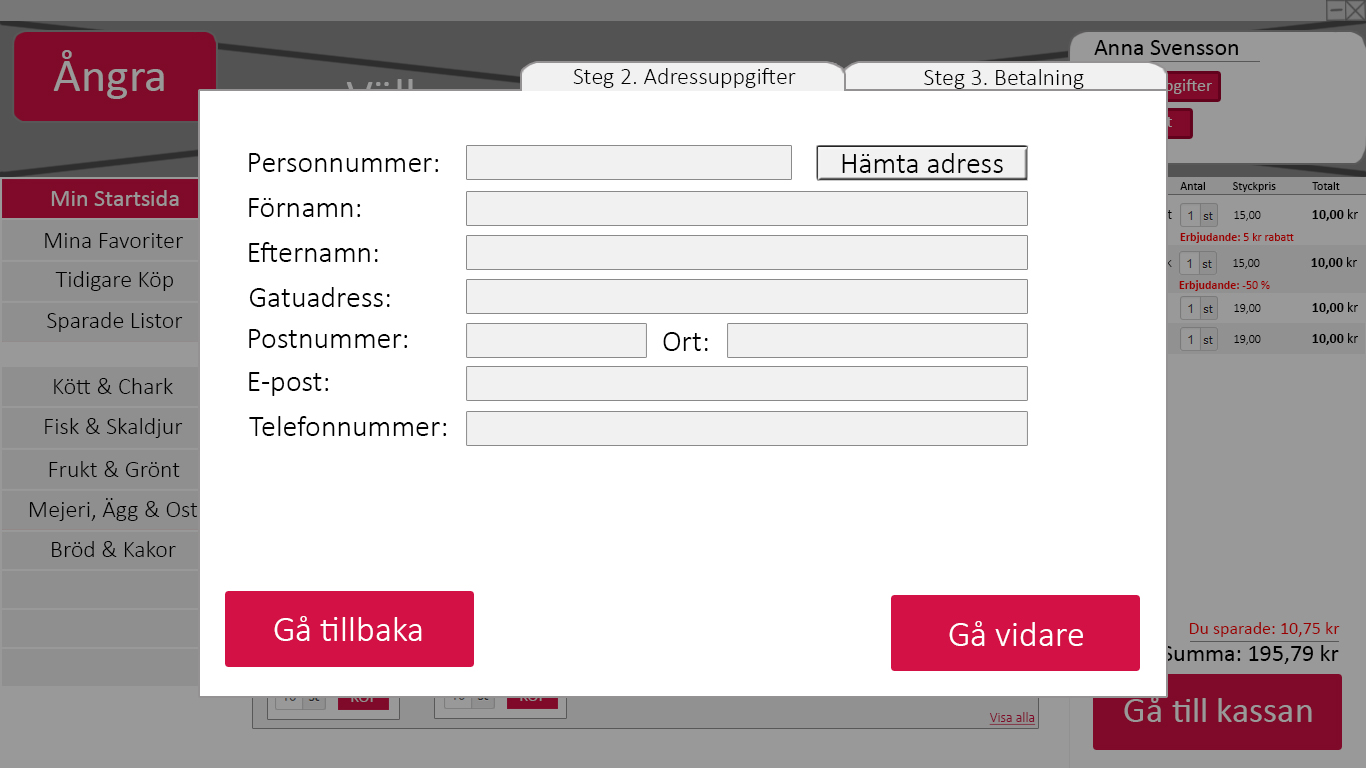 Ångra
Steg 2. Adressuppgifter
Steg 3. Betalning
Anna Svensson
Personnummer:
Hämta adress
Förnamn:
Efternamn:
Gatuadress:
Postnummer:
Ort:
E-post:
Telefonnummer:
Gå tillbaka
Gå vidare
Min Startsida
Mina Favoriter
Tidigare Köp
Sparade Listor
Kött & Chark
Fisk & Skaldjur
Frukt & Grönt
Mejeri, Ägg & Ost
Bröd & Kakor
Antal Styckpris Totalt
1 st 15,00 10,00 kr
Erbjudande: 5 kr rabatt
1 st 15,00 10,00 kr
Erbjudande: -50 %
1 st 19,00 10,00 kr
1 st 19,00 10,00 kr
Du sparade: 10,75 kr
Summa: 195,79 kr
Gå till kassan
Visa alla